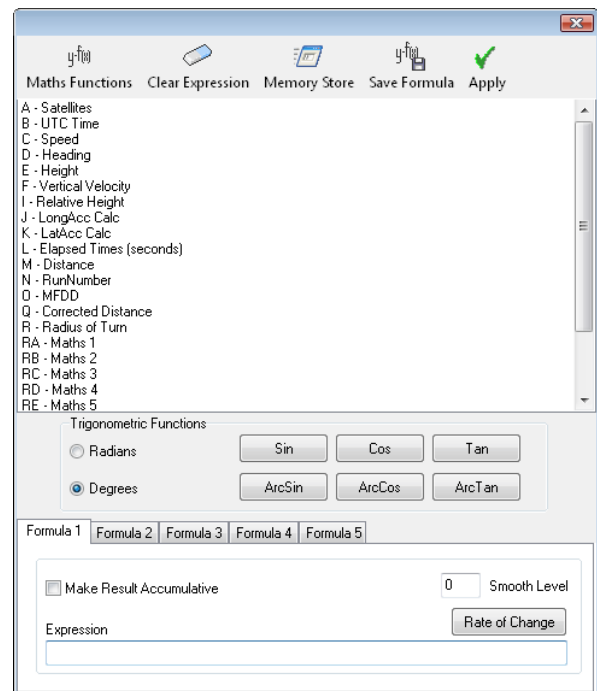 y-f(x) y-f(x)
Maths Functions Clear Expression Memory Store Save Formula Apply
A - Satellites
B - UTC Time
C - Speed
D - Heading
E - Height
F - Vertical Velocity
I - Relative Height
J - LongAcc Calc
K - LatAcc Calc
L - Elapsed Times (seconds)
M - Distance
N - RunNumber
O - MFDD
Q - Corrected Distance
R - Radius of Turn
RA - Maths 1
RB - Maths 2
RC - Maths 3
RD - Maths 4
RE - Maths 5
Trigonometric Functions
Radians Sin Cos Tan
Degrees ArcSin ArcCos ArcTan
Formula 1 Formula 2 Formula 3 Formula 4 Formula 5
Make Result Accumulative 0 Smooth Level
Expression Rate of Change